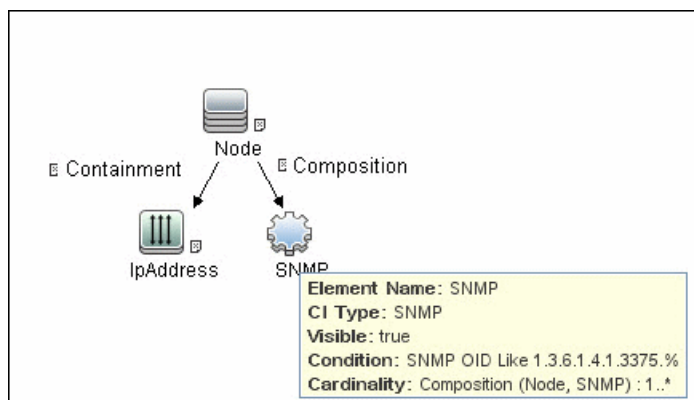 Node
Containment
Composition
IpAddress
SNMP
Element Name: SNMP
CI Type: SNMP
Visible: true
Condition: SNMP OID Like 1.3.6.1.4.1.3375.%
Cardinality: Composition (Node, SNMP) : 1..*